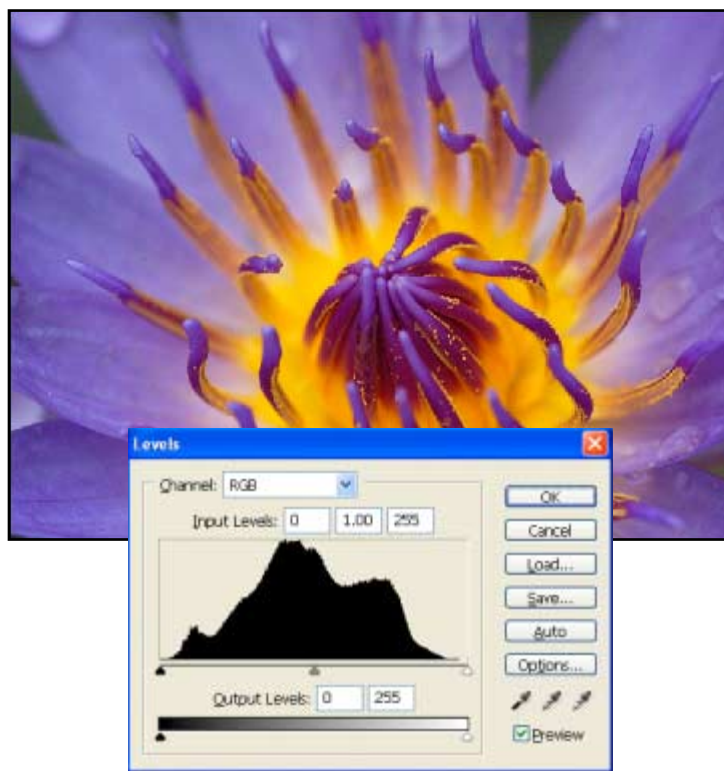 Levels
Channel: RGB
Input Levels: 0 1.00 255
Output Levels: 0 255
OK
Cancel
Load...
Save...
Auto
Options...
Preview